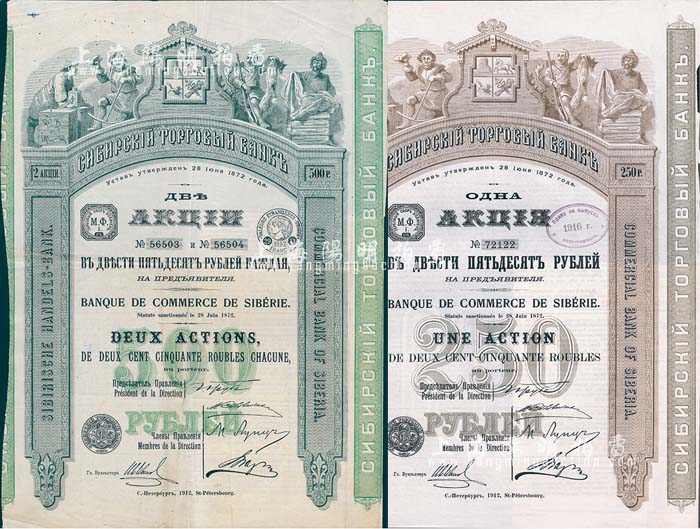 СИБИРСКІЙ ТОРГОВЫЙ БАНКЪ
2 АКЦІИ
500 Р.
Уставъ утвержденъ 28 Іюня 1872 года.
ДВѢ
АКЦІИ
М.Ф.
№ 56503 и № 56504
ВЪ ДВѢСТИ ПЯТЬДЕСЯТЪ РУБЛЕЙ КАЖДАЯ,
НА ПРЕДЪЯВИТЕЛЯ.
BANQUE DE COMMERCE DE SIBÉRIE.
Statuts sanctionnés le 28 Juin 1872.
DEUX ACTIONS,
DE DEUX CENT CINQUANTE ROUBLES CHACUNE,
au porteur.
500
Предсѣдатель Правленія
Président de la Direction
РУБЛЕЙ
Члены Правленія
Membres de la Direction
Гл. Бухгалтеръ
С.-Петербургъ, 1912, St-Pétersbourg.
SIBIRISCHE HANDELS-BANK.
COMMERCIAL BANK OF SIBERIA.
СИБИРСКІЙ ТОРГОВЫЙ БАНКЪ
250 Р.
Уставъ утвержденъ 28 Іюня 1872 года.
ОДНА
АКЦІЯ
М.Ф.
1916 г.
№ 72122
ВЪ ДВѢСТИ ПЯТЬДЕСЯТЪ РУБЛЕЙ
НА ПРЕДЪЯВИТЕЛЯ.
BANQUE DE COMMERCE DE SIBÉRIE.
Statuts sanctionnés le 28 Juin 1872.
UNE ACTION
DE DEUX CENT CINQUANTE ROUBLES
au porteur.
250
Предсѣдатель Правленія
Président de la Direction
РУБЛЕЙ
Члены Правленія
Membres de la Direction
Гл. Бухгалтеръ
С.-Петербургъ, 1912, St-Pétersbourg.
COMMERCIAL BANK OF SIBERIA.
СИБИРСКІЙ ТОРГОВЫЙ БАНКЪ.